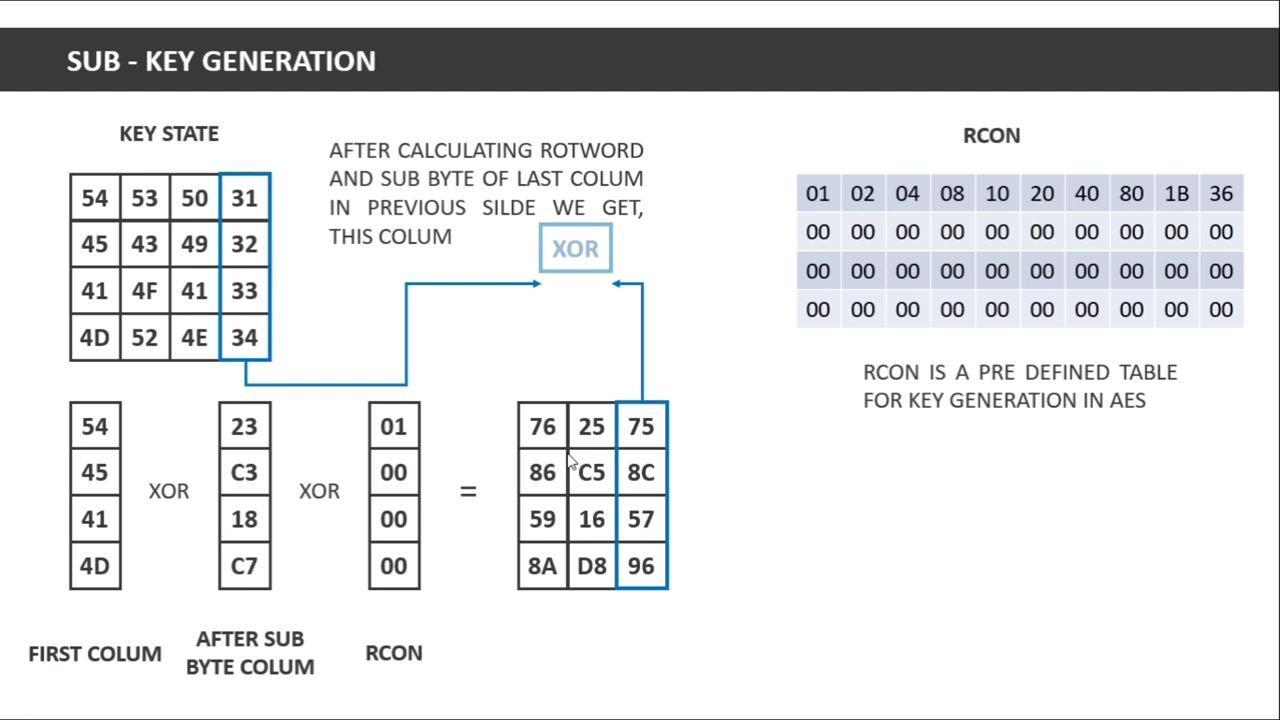 SUB - KEY GENERATION
KEY STATE
54 53 50 31
45 43 49 32
41 4F 41 33
4D 52 4E 34
AFTER CALCULATING ROTWORD
AND SUB BYTE OF LAST COLUM
IN PREVIOUS SILDE WE GET,
THIS COLUM
XOR
RCON
01 02 04 08 10 20 40 80 1B 36
00 00 00 00 00 00 00 00 00 00
00 00 00 00 00 00 00 00 00 00
00 00 00 00 00 00 00 00 00 00
RCON IS A PRE DEFINED TABLE
FOR KEY GENERATION IN AES
54 23 01 76 25 75
45 C3 00 86 C5 8C
XOR XOR =
41 18 00 59 16 57
4D C7 00 8A D8 96
FIRST COLUM
AFTER SUB
BYTE COLUM
RCON